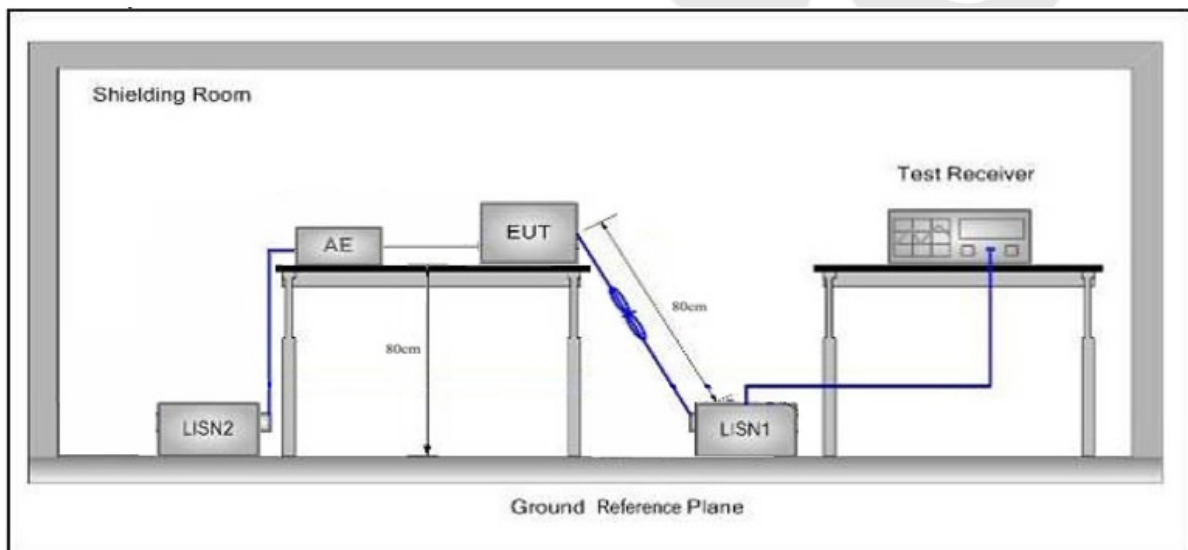 Shielding Room
Test Receiver
AE
EUT
80cm
80cm
LISN2
LISN1
Ground Reference Plane